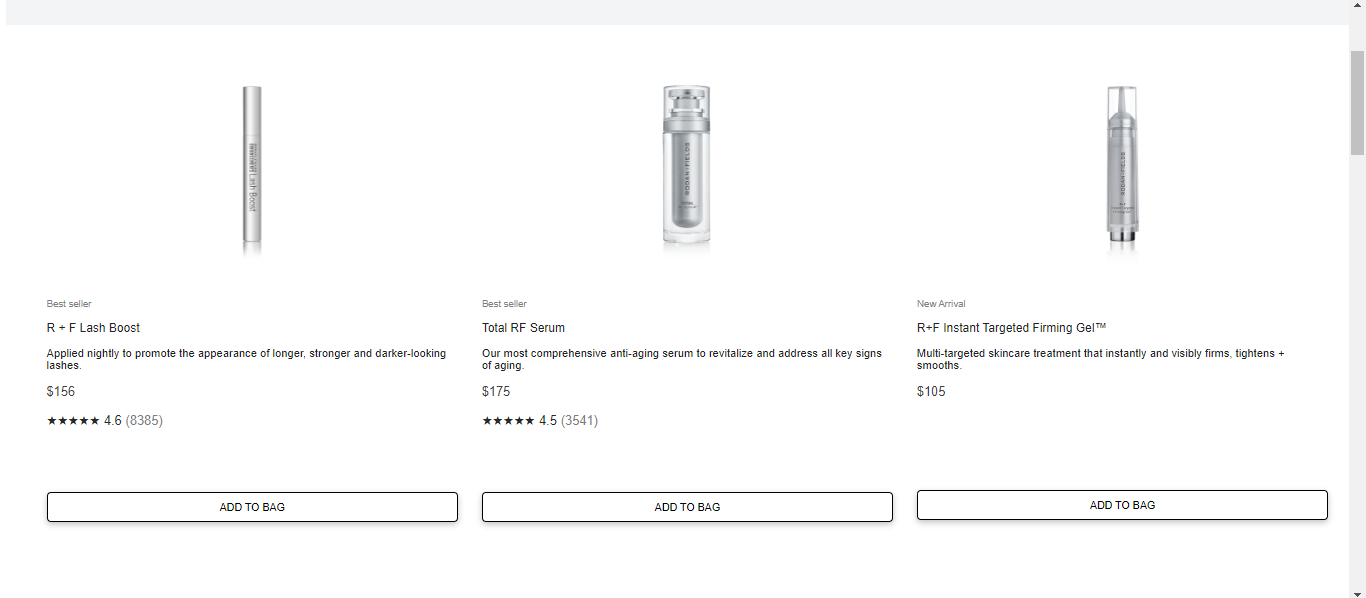 Lash Boost
RODAN+FIELDS
RODAN+FIELDS
Best seller
R + F Lash Boost
Applied nightly to promote the appearance of longer, stronger and darker-looking
lashes.
$156
★★★★★ 4.6 (8385)
ADD TO BAG
Best seller
Total RF Serum
Our most comprehensive anti-aging serum to revitalize and address all key signs
of aging.
$175
★★★★★ 4.5 (3541)
ADD TO BAG
New Arrival
R+F Instant Targeted Firming Gel™
Multi-targeted skincare treatment that instantly and visibly firms, tightens +
smooths.
$105
ADD TO BAG